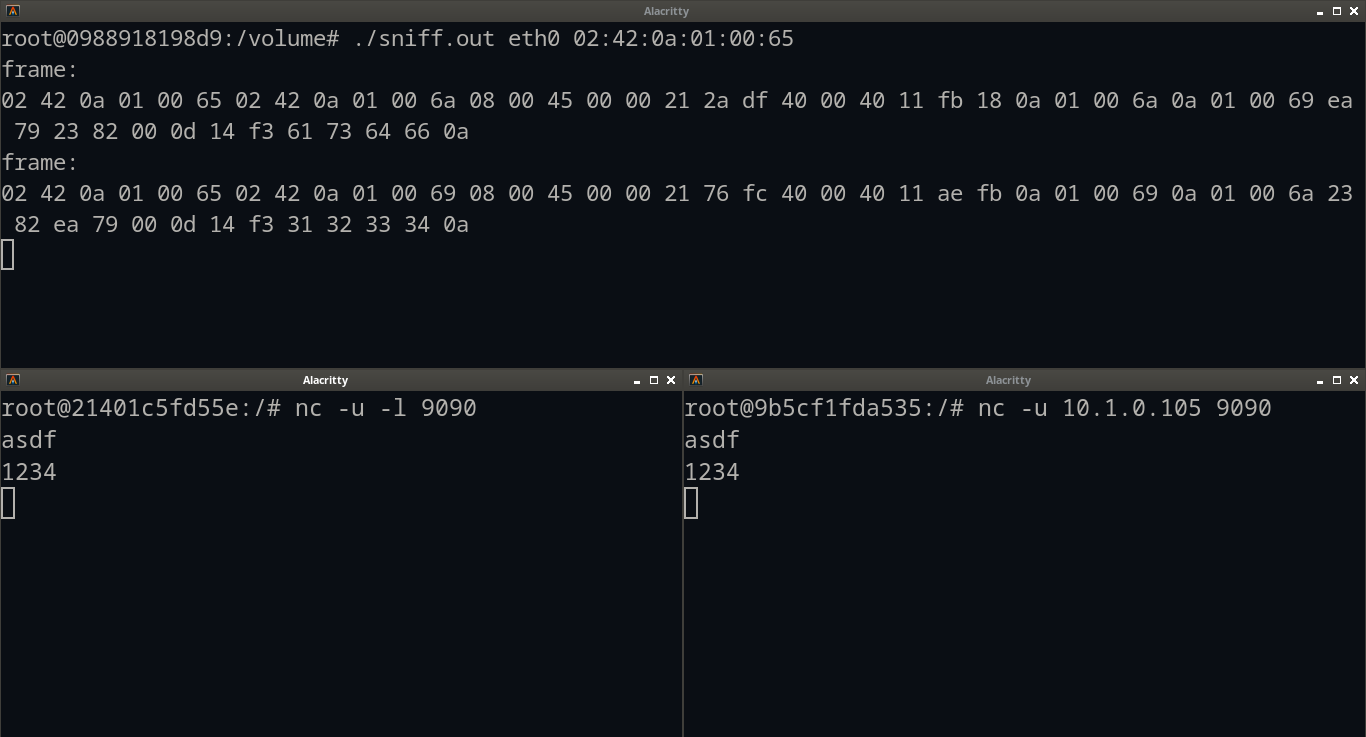 Alacritty
root@0988918198d9:/volume# ./sniff.out eth0 02:42:0a:01:00:65
frame:
02 42 0a 01 00 65 02 42 0a 01 00 6a 08 00 45 00 00 21 2a df 40 00 40 11 fb 18 0a 01 00 6a 0a 01 00 69 ea
79 23 82 00 0d 14 f3 61 73 64 66 0a
frame:
02 42 0a 01 00 65 02 42 0a 01 00 69 08 00 45 00 00 21 76 fc 40 00 40 11 ae fb 0a 01 00 69 0a 01 00 6a 23
82 ea 79 00 0d 14 f3 31 32 33 34 0a
Alacritty
root@21401c5fd55e:/# nc -u -l 9090
asdf
1234
Alacritty
root@9b5cf1fda535:/# nc -u 10.1.0.105 9090
asdf
1234